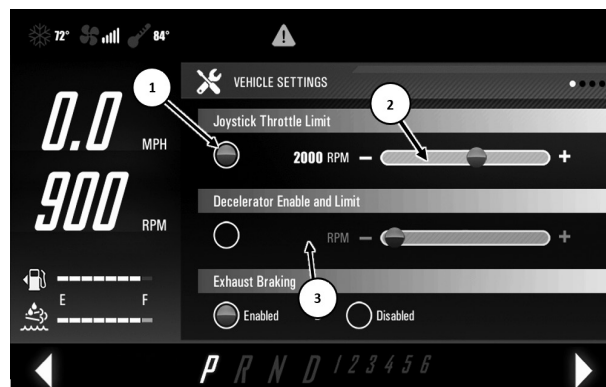 72° 84°
VEHICLE SETTINGS
1
2
Joystick Throttle Limit
0.0 MPH
2000 RPM − +
Decelerator Enable and Limit
900 RPM
RPM − +
3
Exhaust Braking
E F
Enabled Disabled
P R N D 1 2 3 4 5 6